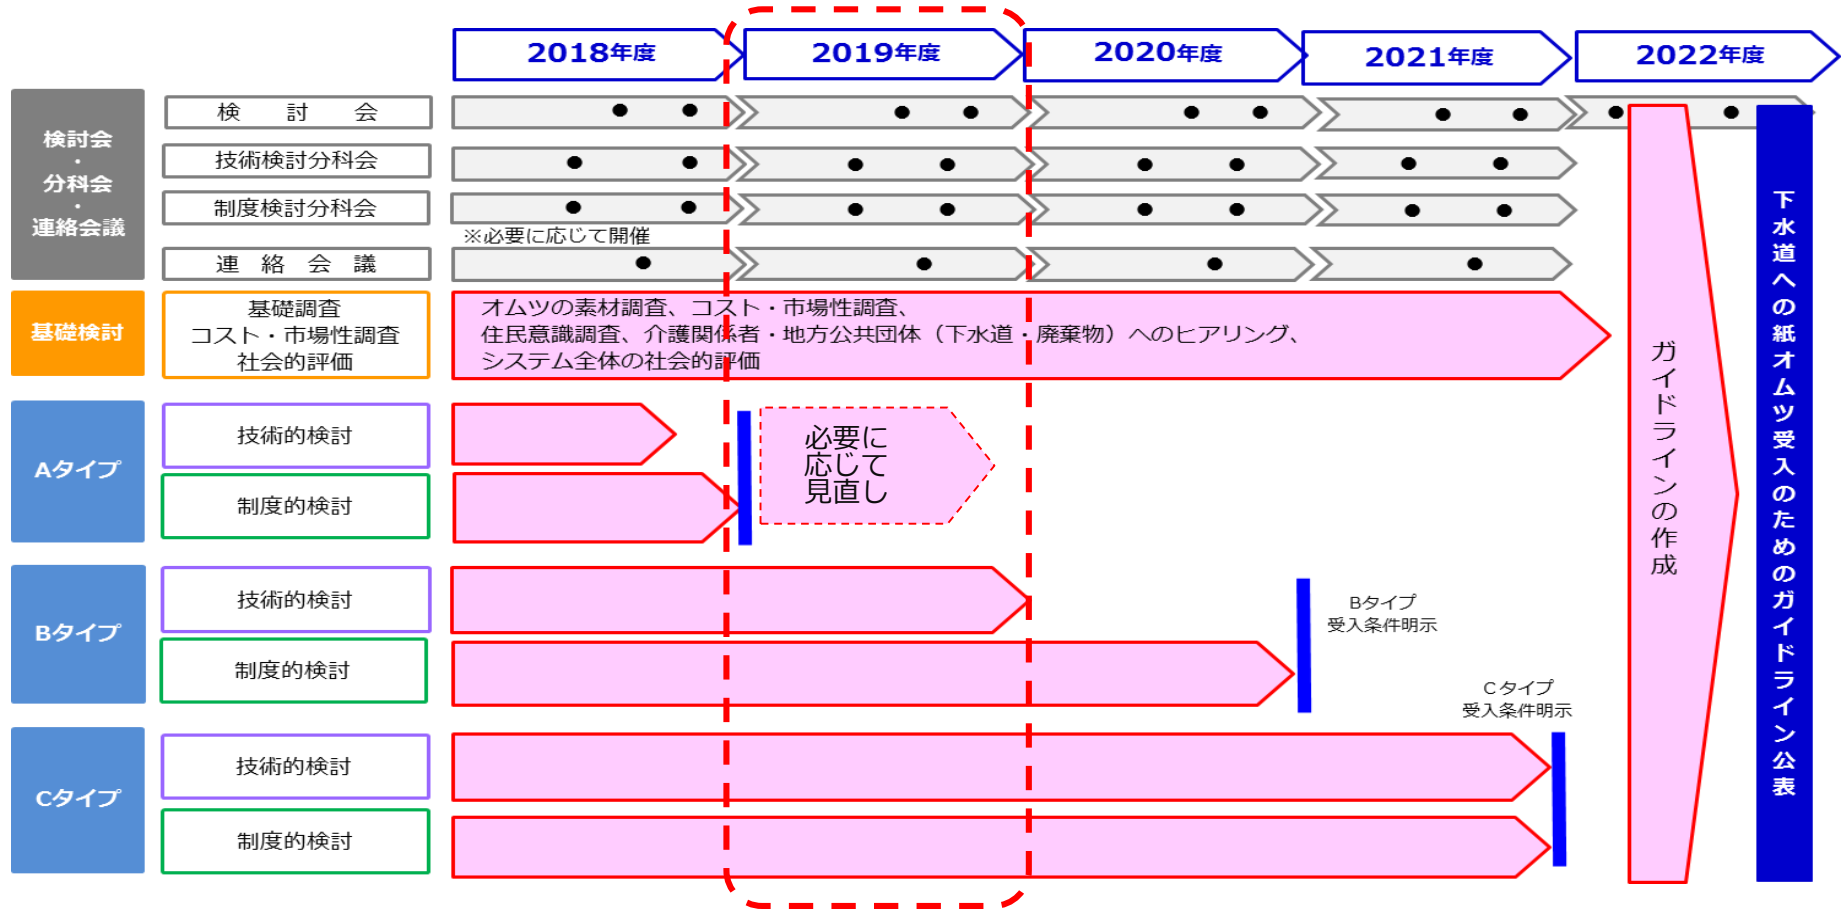 2018年度
2019年度
2020年度
2021年度
2022年度
検討会
・
分科会
・
連絡会議
検　討　会
技術検討分科会
制度検討分科会
※必要に応じて開催
連 絡 会 議
基礎検討
基礎調査
コスト・市場性調査
社会的評価
オムツの素材調査、コスト・市場性調査、
住民意識調査、介護関係者・地方公共団体（下水道・廃棄物）へのヒアリング、
システム全体の社会的評価
Aタイプ
技術的検討
制度的検討
必要に
応じて
見直し
Bタイプ
技術的検討
制度的検討
Bタイプ
受入条件明示
Cタイプ
技術的検討
制度的検討
Cタイプ
受入条件明示
ガイドラインの作成
下水道への紙オムツ受入のためのガイドライン公表